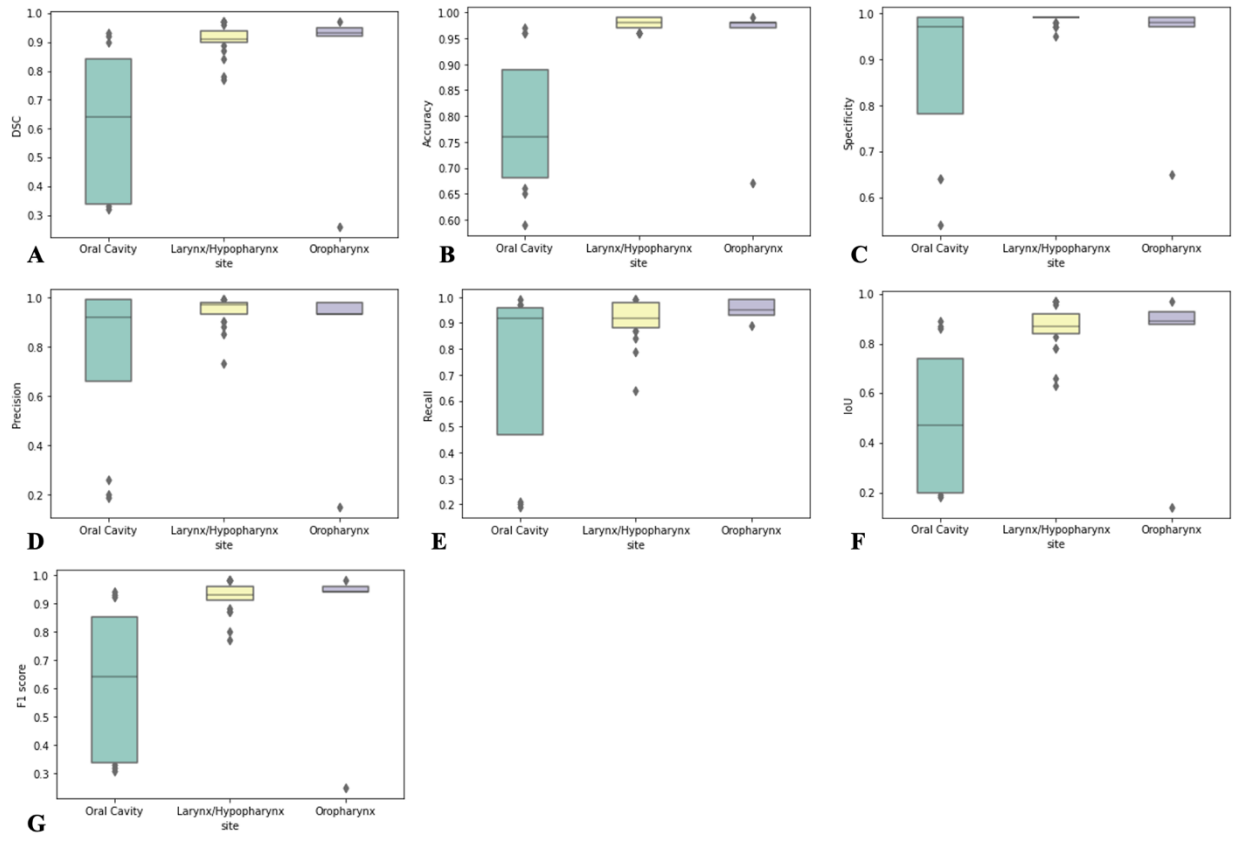 DSC
1.0
0.9
0.8
0.7
0.6
0.5
0.4
0.3
Oral Cavity Larynx/Hypopharynx Oropharynx
site
A
Accuracy
1.00
0.95
0.90
0.85
0.80
0.75
0.70
0.65
0.60
Oral Cavity Larynx/Hypopharynx Oropharynx
site
B
Specificity
1.0
0.9
0.8
0.7
0.6
Oral Cavity Larynx/Hypopharynx Oropharynx
site
C
Precision
1.0
0.8
0.6
0.4
0.2
Oral Cavity Larynx/Hypopharynx Oropharynx
site
D
Recall
1.0
0.9
0.8
0.7
0.6
0.5
0.4
0.3
0.2
Oral Cavity Larynx/Hypopharynx Oropharynx
site
E
IoU
1.0
0.8
0.6
0.4
0.2
Oral Cavity Larynx/Hypopharynx Oropharynx
site
F
F1 score
1.0
0.9
0.8
0.7
0.6
0.5
0.4
0.3
Oral Cavity Larynx/Hypopharynx Oropharynx
site
G